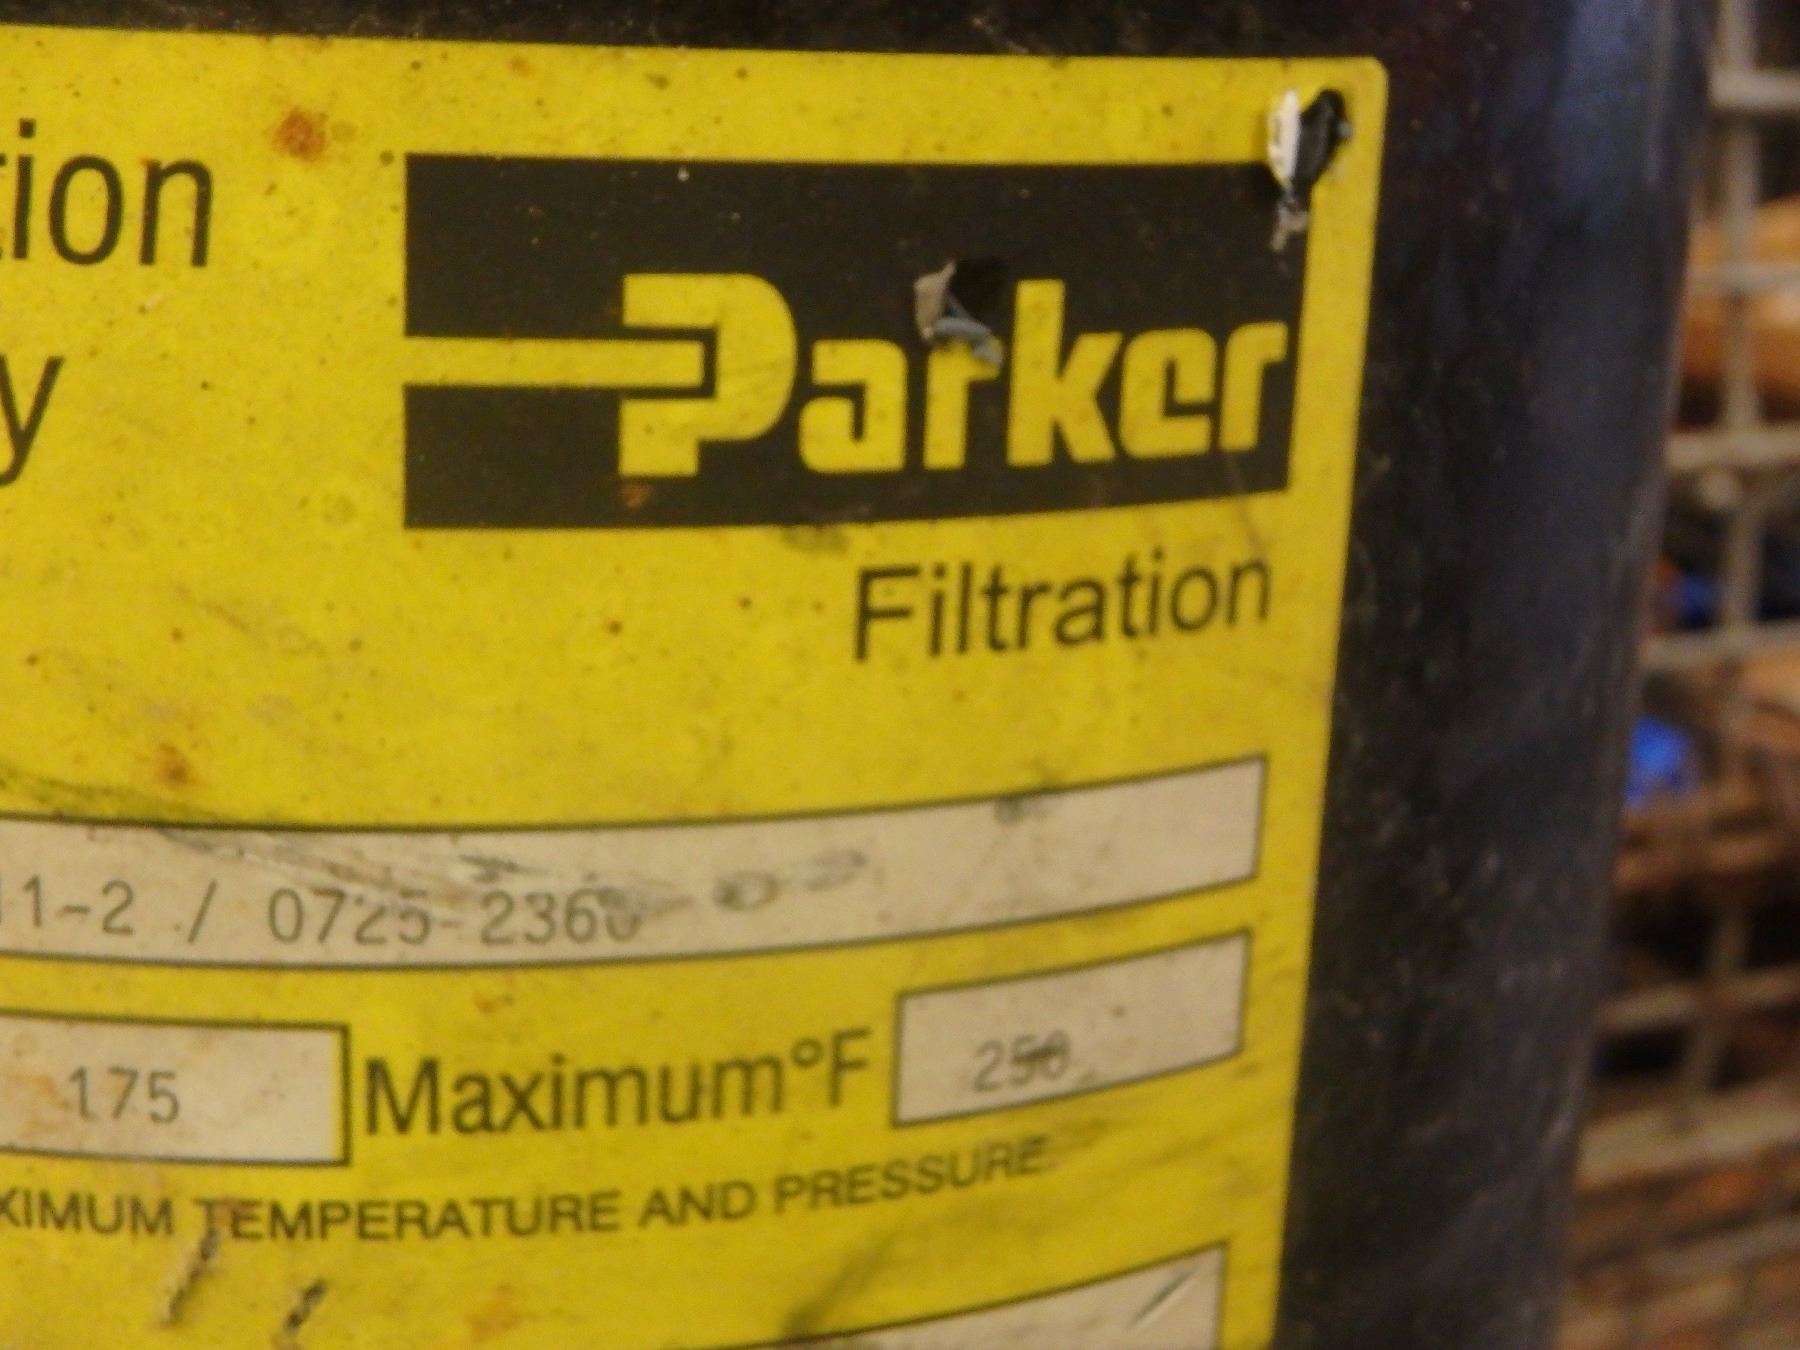 tion
y
Parker
Filtration
11-2 / 0725-2360
175 Maximum°F 250
XIMUM TEMPERATURE AND PRESSURE.